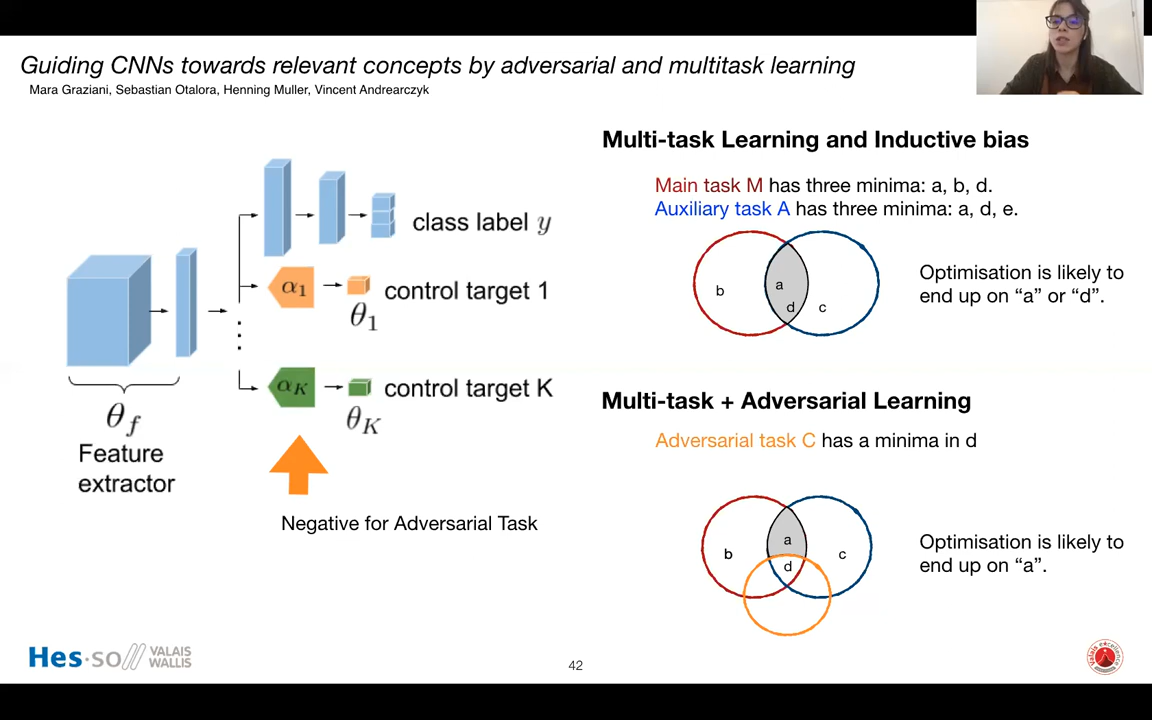 Guiding CNNs towards relevant concepts by adversarial and multitask learning
Mara Graziani, Sebastian Otalora, Henning Muller, Vincent Andrearczyk
class label y
α1
control target 1
θ1
αK
control target K
θK
θf
Feature
extractor
Negative for Adversarial Task
Multi-task Learning and Inductive bias
Main task M has three minima: a, b, d.
Auxiliary task A has three minima: a, d, e.
b
a
d
c
Optimisation is likely to
end up on “a” or “d”.
Multi-task + Adversarial Learning
Adversarial task C has a minima in d
b
a
d
c
Optimisation is likely to
end up on “a”.
Hes·so// VALAIS
WALLIS
42
Valais excellence